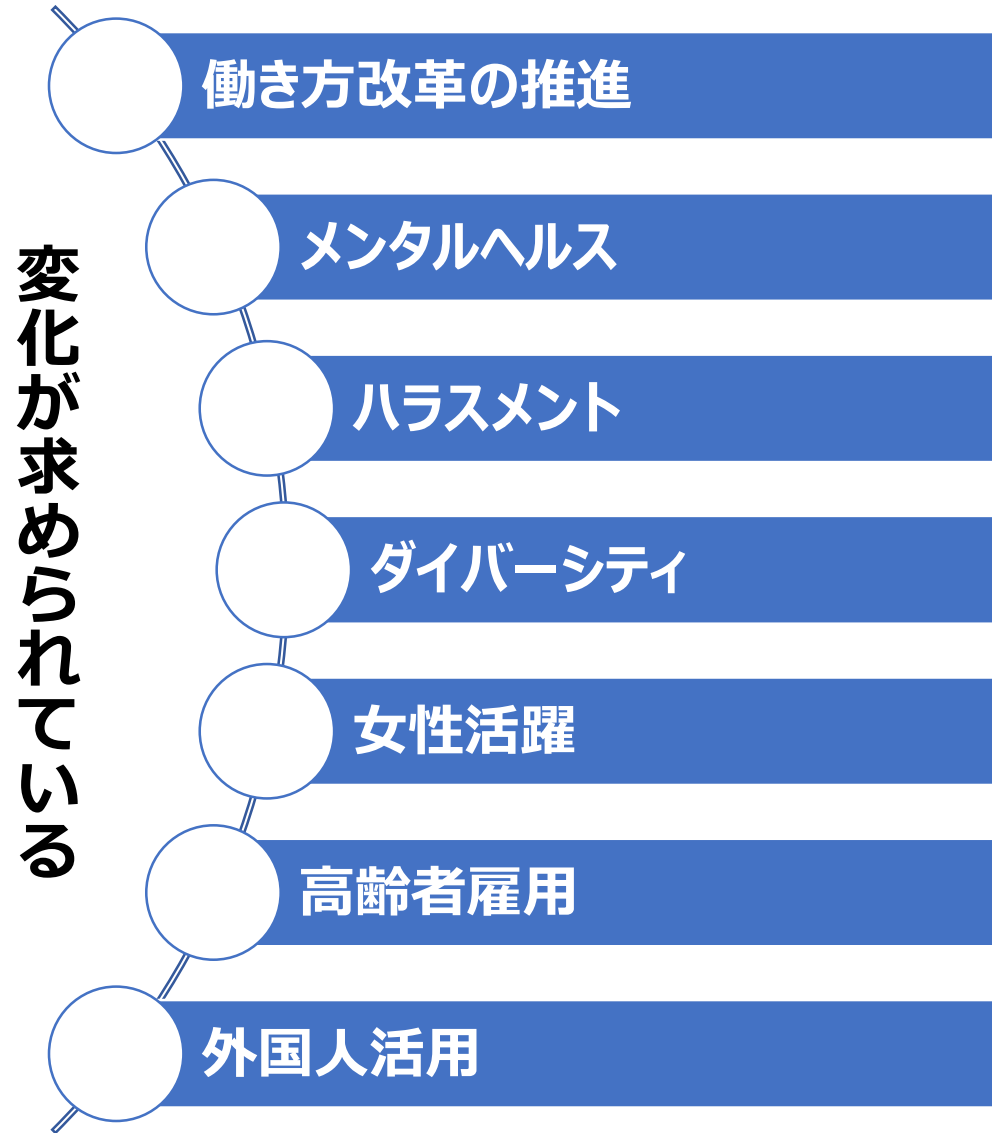 変化が求められている
働き方改革の推進
メンタルヘルス
ハラスメント
ダイバーシティ
女性活躍
高齢者雇用
外国人活用